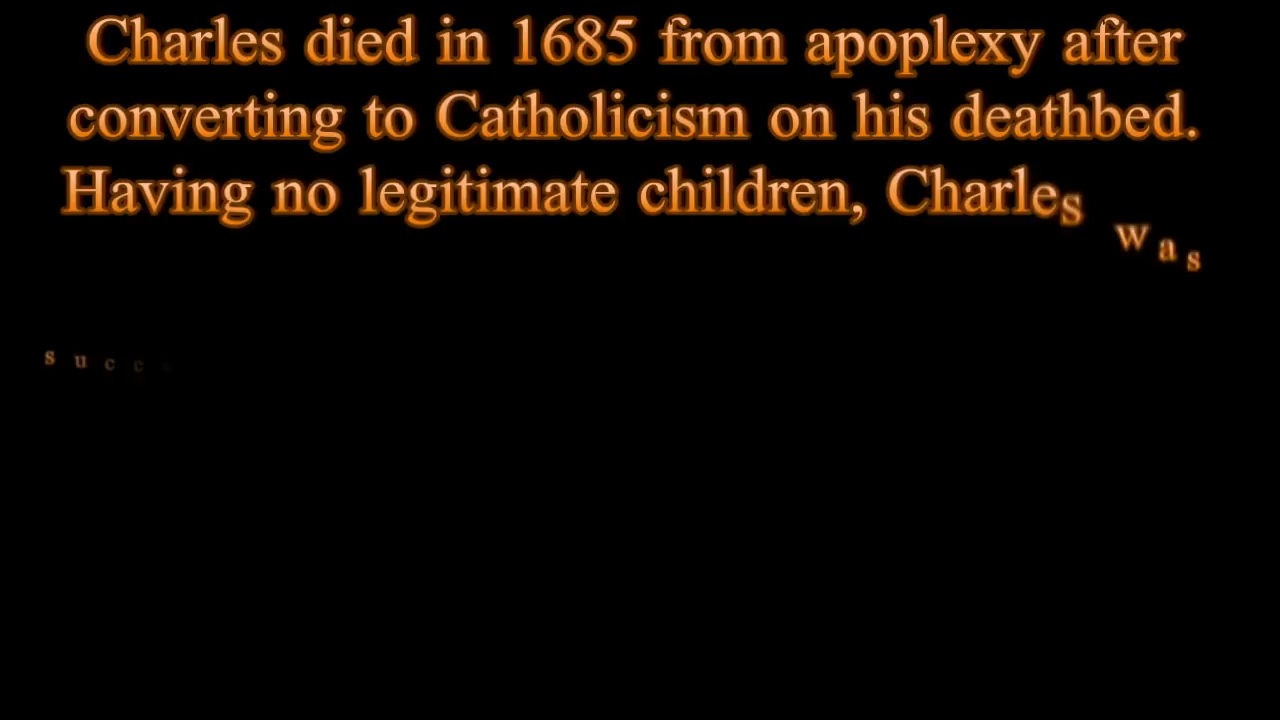 Charles died in 1685 from apoplexy after
converting to Catholicism on his deathbed.
Having no legitimate children, Charles was
succ